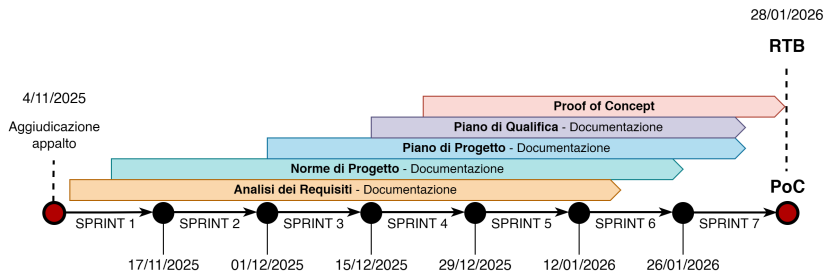 28/01/2026
RTB
4/11/2025
Aggiudicazione
appalto
Proof of Concept
Piano di Qualifica - Documentazione
Piano di Progetto - Documentazione
Norme di Progetto - Documentazione
Analisi dei Requisiti - Documentazione
PoC
SPRINT 1 SPRINT 2 SPRINT 3 SPRINT 4 SPRINT 5 SPRINT 6 SPRINT 7
17/11/2025 01/12/2025 15/12/2025 29/12/2025 12/01/2026 26/01/2026